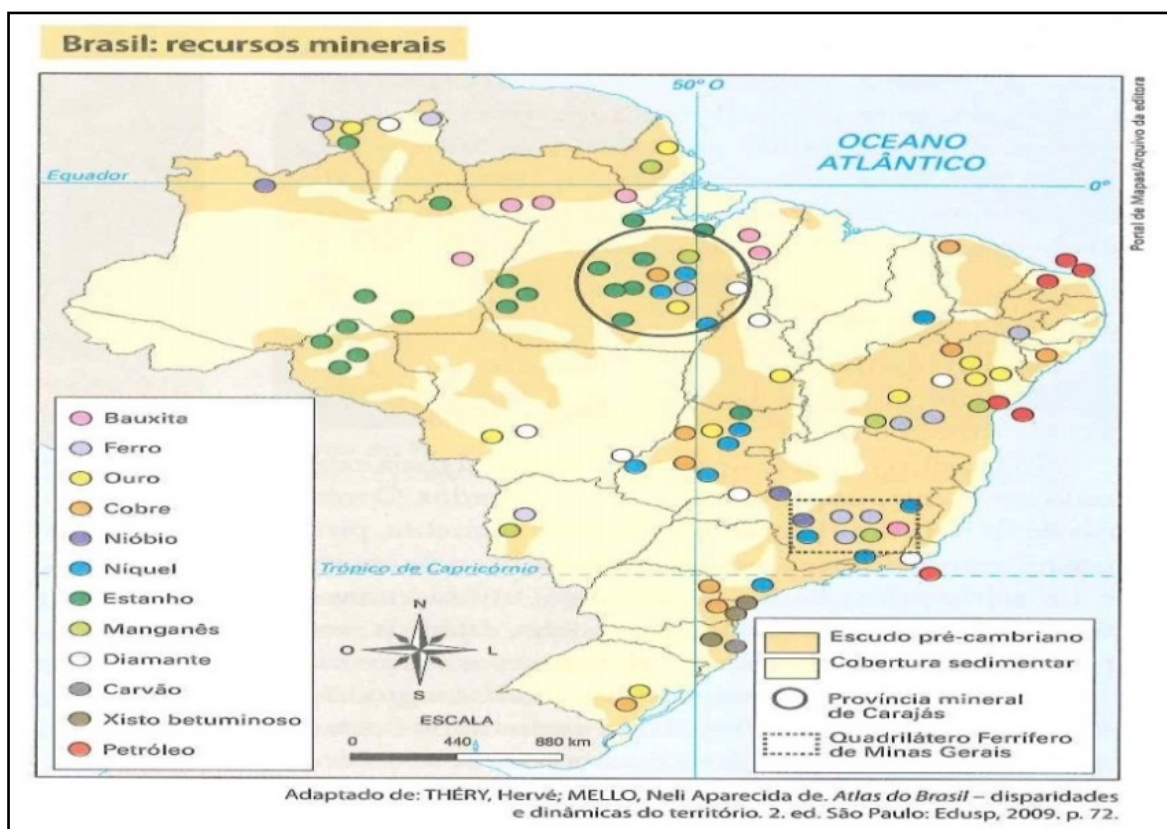 Brasil: recursos minerais
50º O
OCEANO
ATLÂNTICO
Equador
0º
Portal de Mapas/Arquivo da editora
Bauxita
Ferro
Ouro
Cobre
Nióbio
Níquel
Estanho
Manganês
Diamante
Carvão
Xisto betuminoso
Petróleo
Trópico de Capricórnio
N
O
L
S
ESCALA
0 440 880 km
Escudo pré-cambriano
Cobertura sedimentar
Província mineral
de Carajás
Quadrilátero Ferrífero
de Minas Gerais
Adaptado de: THÉRY, Hervé; MELLO, Neli Aparecida de. Atlas do Brasil – disparidades
e dinâmicas do território. 2. ed. São Paulo: Edusp, 2009. p. 72.